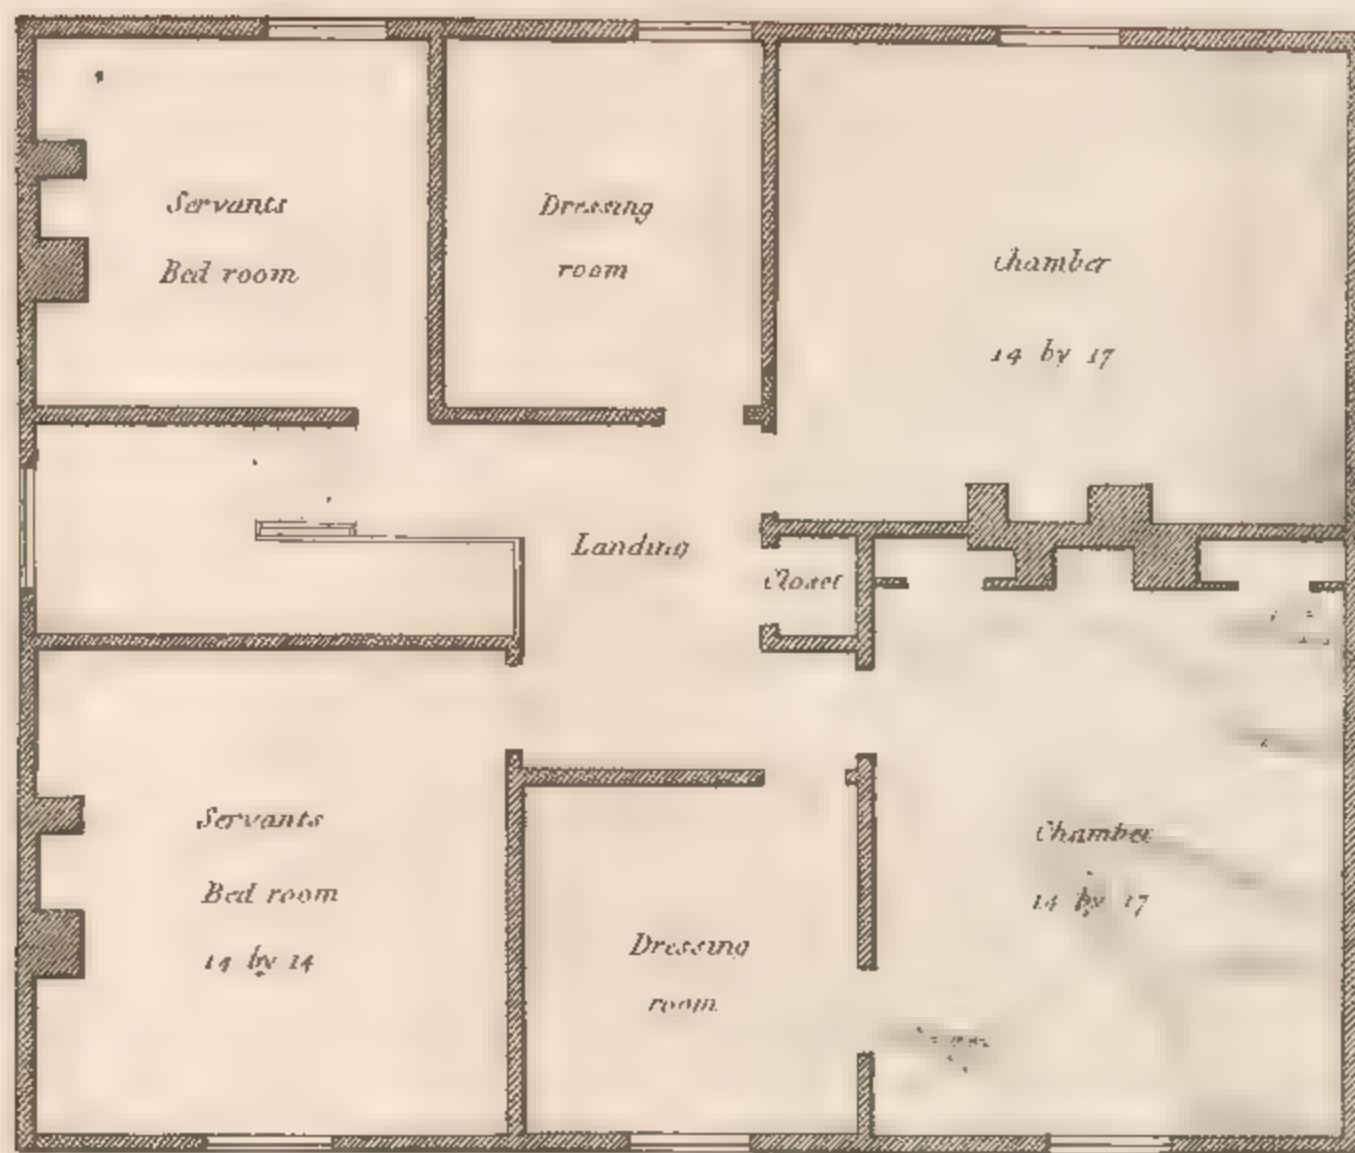 Servants
Bed room
Dressing
room
Chamber
14 by 17
Landing
Closet
Servants
Bed room
14 by 14
Dressing
room
Chamber
14 by 17